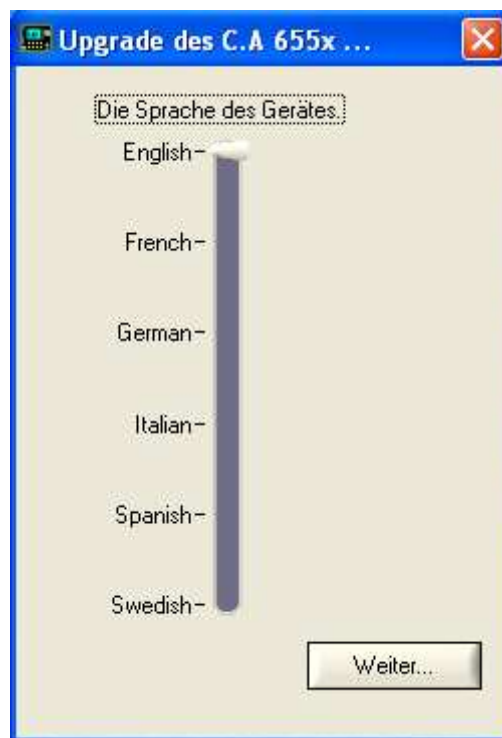 Upgrade des C.A 655x ...
Die Sprache des Gerätes.
English
French
German
Italian
Spanish
Swedish
Weiter...